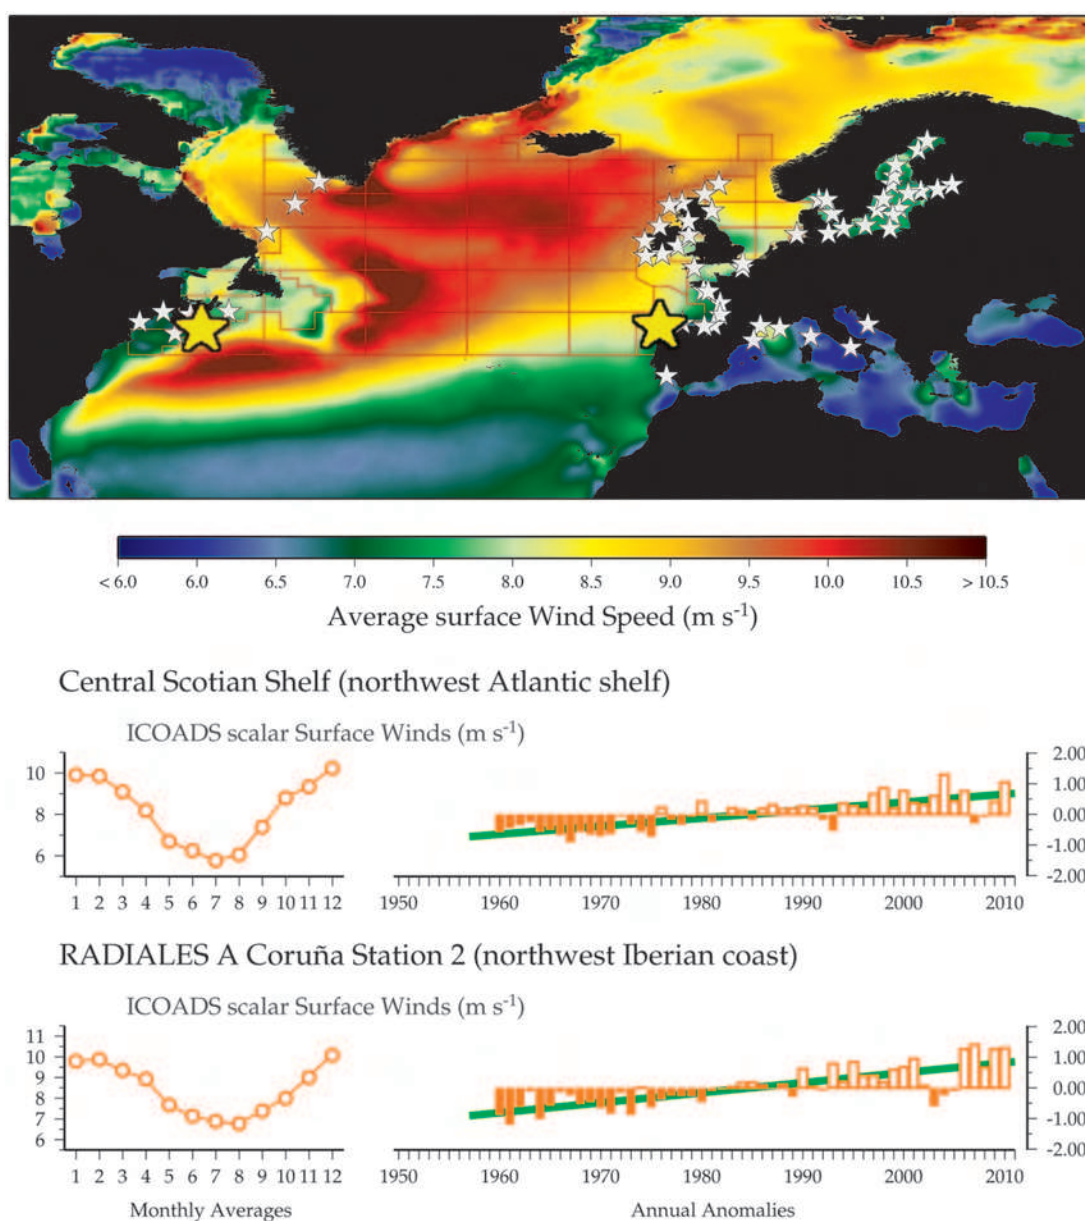 < 6.0 6.0 6.5 7.0 7.5 8.0 8.5 9.0 9.5 10.0 10.5 > 10.5
Average surface Wind Speed (m s-1)
Central Scotian Shelf (northwest Atlantic shelf)
ICOADS scalar Surface Winds (m s-1)
10
8
6
1 2 3 4 5 6 7 8 9 10 11 12
2.00
1.00
0.00
-1.00
-2.00
1950 1960 1970 1980 1990 2000 2010
RADIALES A Coruña Station 2 (northwest Iberian coast)
ICOADS scalar Surface Winds (m s-1)
11
10
9
8
7
6
1 2 3 4 5 6 7 8 9 10 11 12
2.00
1.00
0.00
-1.00
-2.00
1950 1960 1970 1980 1990 2000 2010
Monthly Averages
Annual Anomalies